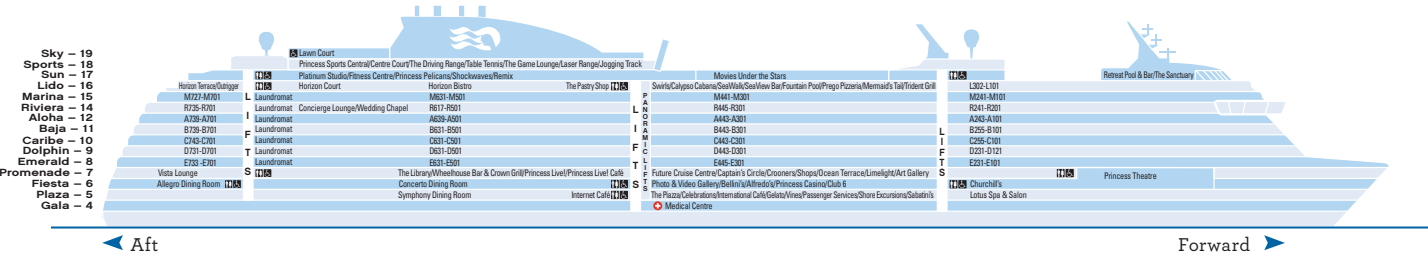 Sky – 19 Lawn Court
Sports – 18 Princess Sports Central/Centre Court/The Driving Range/Table Tennis/The Game Lounge/Laser Range/Jogging Track
Sun – 17 Platinum Studio/Fitness Centre/Princess Pelicans/Shockwaves/Remix Movies Under the Stars Retreat Pool & Bar/The Sanctuary
Lido – 16 Horizon Terrace/Outrigger Horizon Court Horizon Bistro The Pastry Shop Swirls/Calypso Cabana/SeaWalk/SeaView Bar/Fountain Pool/Prego Pizzeria/Mermaid's Tail/Trident Grill L302-L101
Marina – 15 M727-M701 Laundromat M631-M501 M441-M301 M241-M101
Riviera – 14 R735-R701 Laundromat Concierge Lounge/Wedding Chapel R617-R501 R445-R301 R241-R201
Aloha – 12 A739-A701 Laundromat A639-A501 A443-A301 A243-A101
Baja – 11 B739-B701 Laundromat B631-B501 B443-B301 B255-B101
Caribe – 10 C743-C701 Laundromat C631-C501 C443-C301 C255-C101
Dolphin – 9 D731-D701 Laundromat D631-D501 D443-D301 D231-D121
Emerald – 8 E733 -E701 Laundromat E631-E501 E445-E301 E231-E101
Promenade – 7 Vista Lounge The Library/Wheelhouse Bar & Crown Grill/Princess Live!/Princess Live! Café Future Cruise Centre/Captain's Circle/Crooners/Shops/Ocean Terrace/Limelight/Art Gallery Princess Theatre
Fiesta – 6 Allegro Dining Room Concerto Dining Room Photo & Video Gallery/Bellini's/Alfredo's/Princess Casino/Club 6 Churchill's
Plaza – 5 Symphony Dining Room Internet Café The Plaza/Celebrations/International Café/Gelato/Vines/Passenger Services/Shore Excursions/Sabatini's Lotus Spa & Salon
Gala – 4 Medical Centre
LIFTS
LIFTS
PANORAMIC LIFTS
LIFTS
Aft Forward